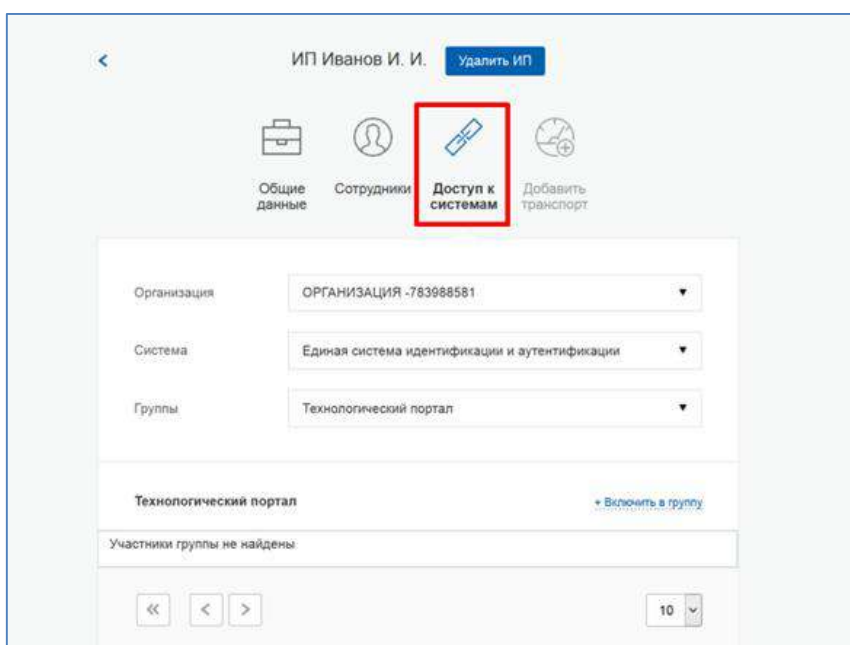 ИП Иванов И. И. Удалить ИП
Общие данные
Сотрудники
Доступ к системам
Добавить транспорт
Организация ОРГАНИЗАЦИЯ -783988581
Система Единая система идентификации и аутентификации
Группы Технологический портал
Технологический портал + Включить в группу
Участники группы не найдены
10